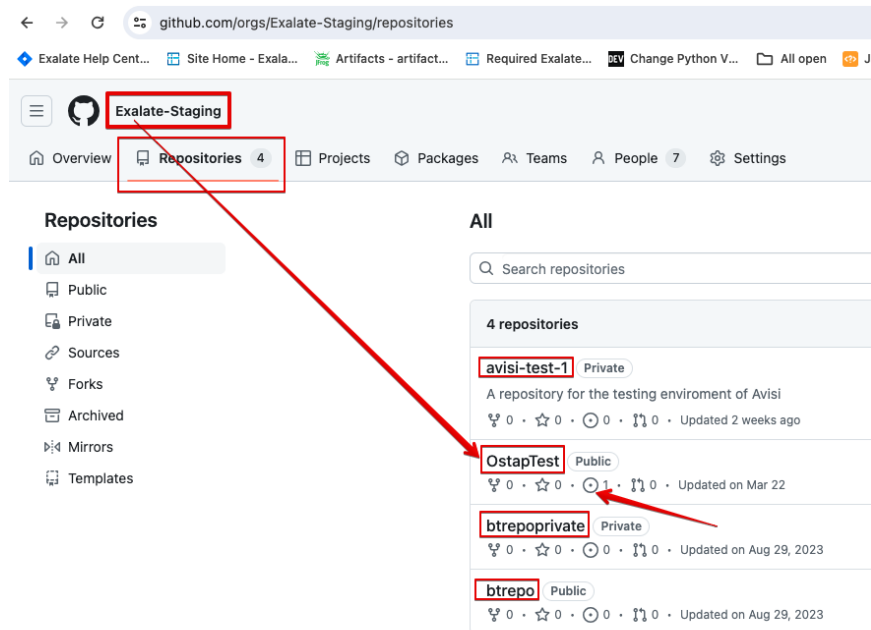 github.com/orgs/Exalate-Staging/repositories
Exalate Help Cent... Site Home - Exala... Artifacts - artifact... Required Exalate... DEV Change Python V... All open
Exalate-Staging
Overview Repositories 4 Projects Packages Teams People 7 Settings
Repositories
All
Public
Private
Sources
Forks
Archived
Mirrors
Templates
All
Search repositories
4 repositories
avisi-test-1 Private
A repository for the testing enviroment of Avisi
0 · 0 · 0 · 0 · Updated 2 weeks ago
OstapTest Public
0 · 0 · 1 · 0 · Updated on Mar 22
btrepoprivate Private
0 · 0 · 0 · 0 · Updated on Aug 29, 2023
btrepo Public
0 · 0 · 0 · 0 · Updated on Aug 29, 2023